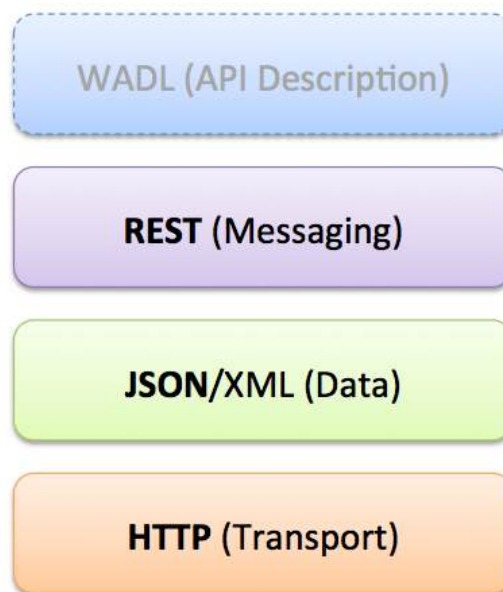 WADL (API Description)
REST (Messaging)
JSON/XML (Data)
HTTP (Transport)